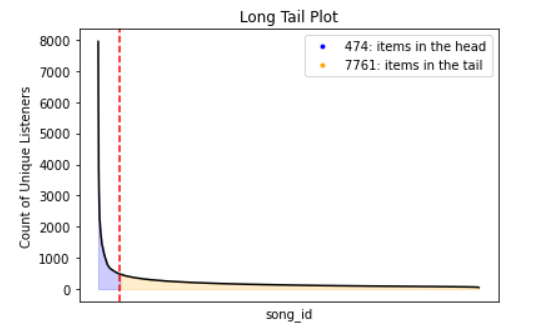 Long Tail Plot
474: items in the head
7761: items in the tail
8000
7000
6000
5000
4000
3000
2000
1000
0
Count of Unique Listeners
song_id